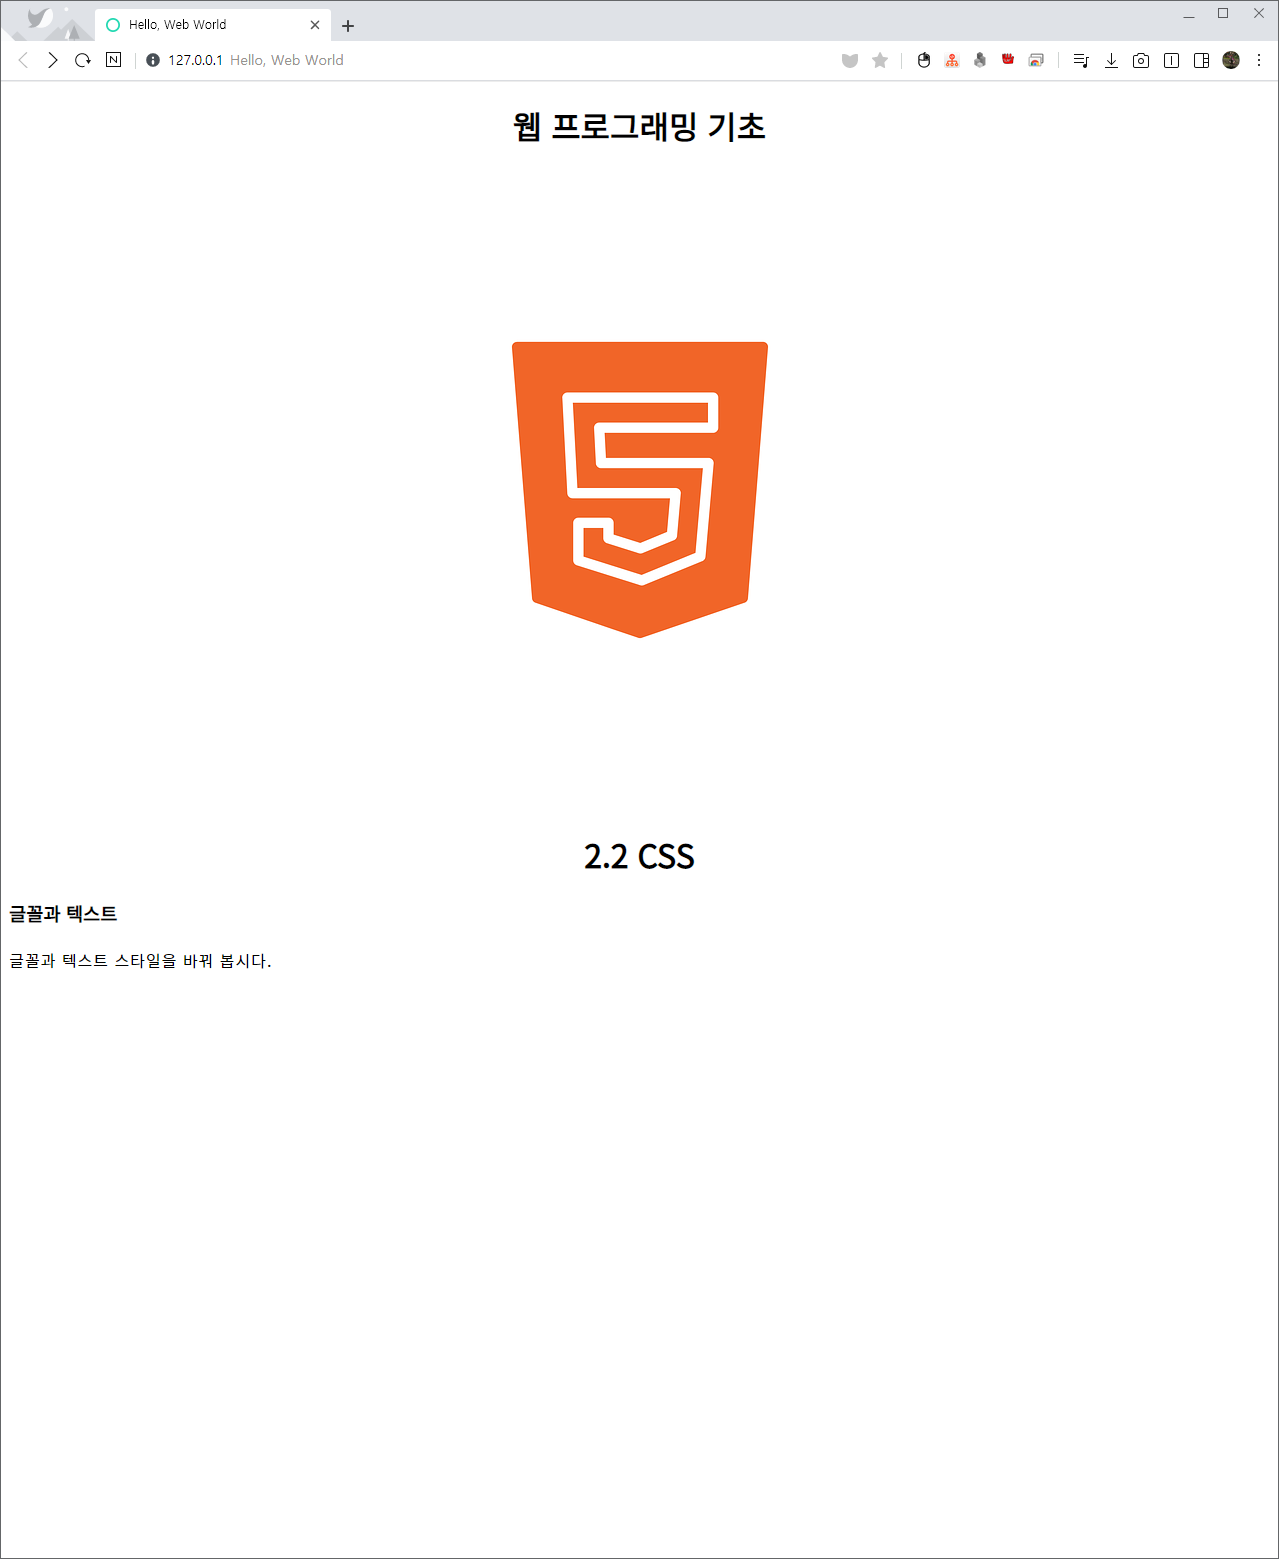 Hello, Web World
N 127.0.0.1 Hello, Web World
웹 프로그래밍 기초
5
2.2 CSS
글꼴과 텍스트
글꼴과 텍스트 스타일을 바꿔 봅시다.